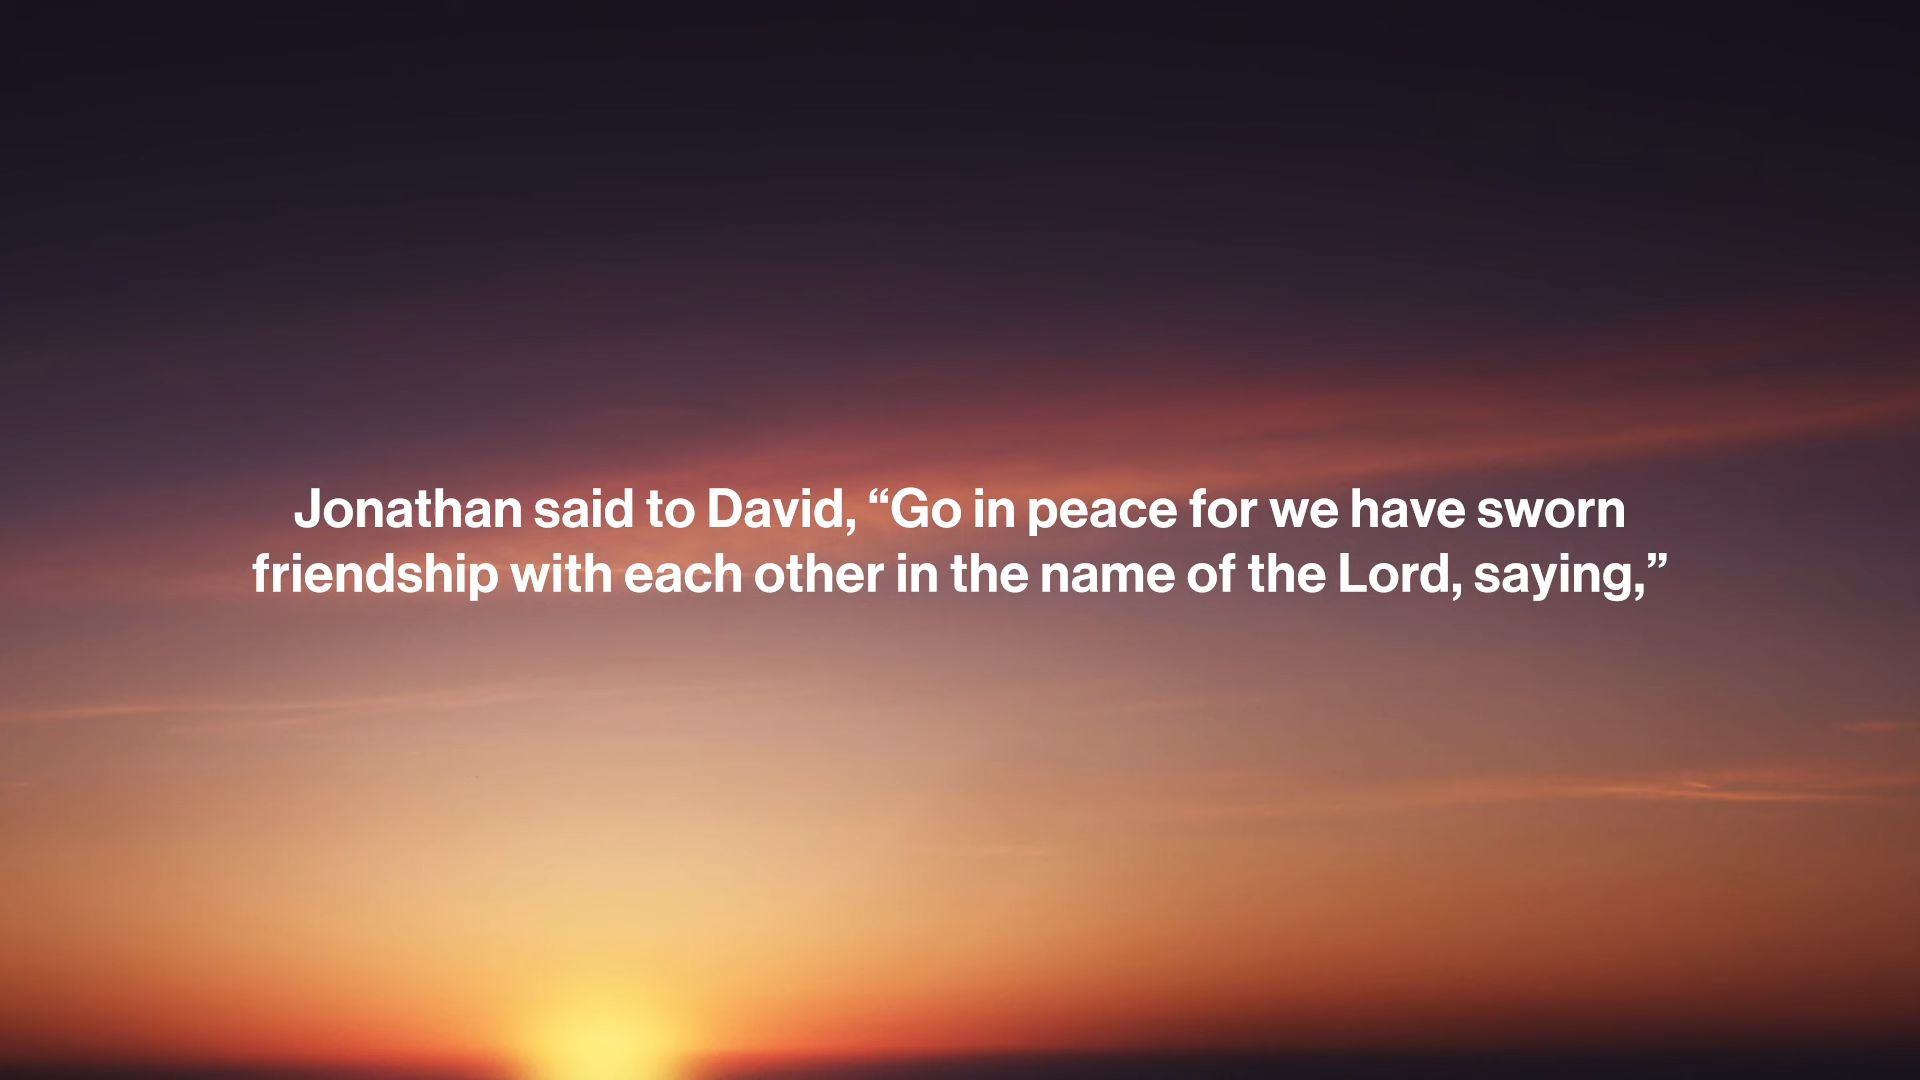 Jonathan said to David, “Go in peace for we have sworn
friendship with each other in the name of the Lord, saying,”